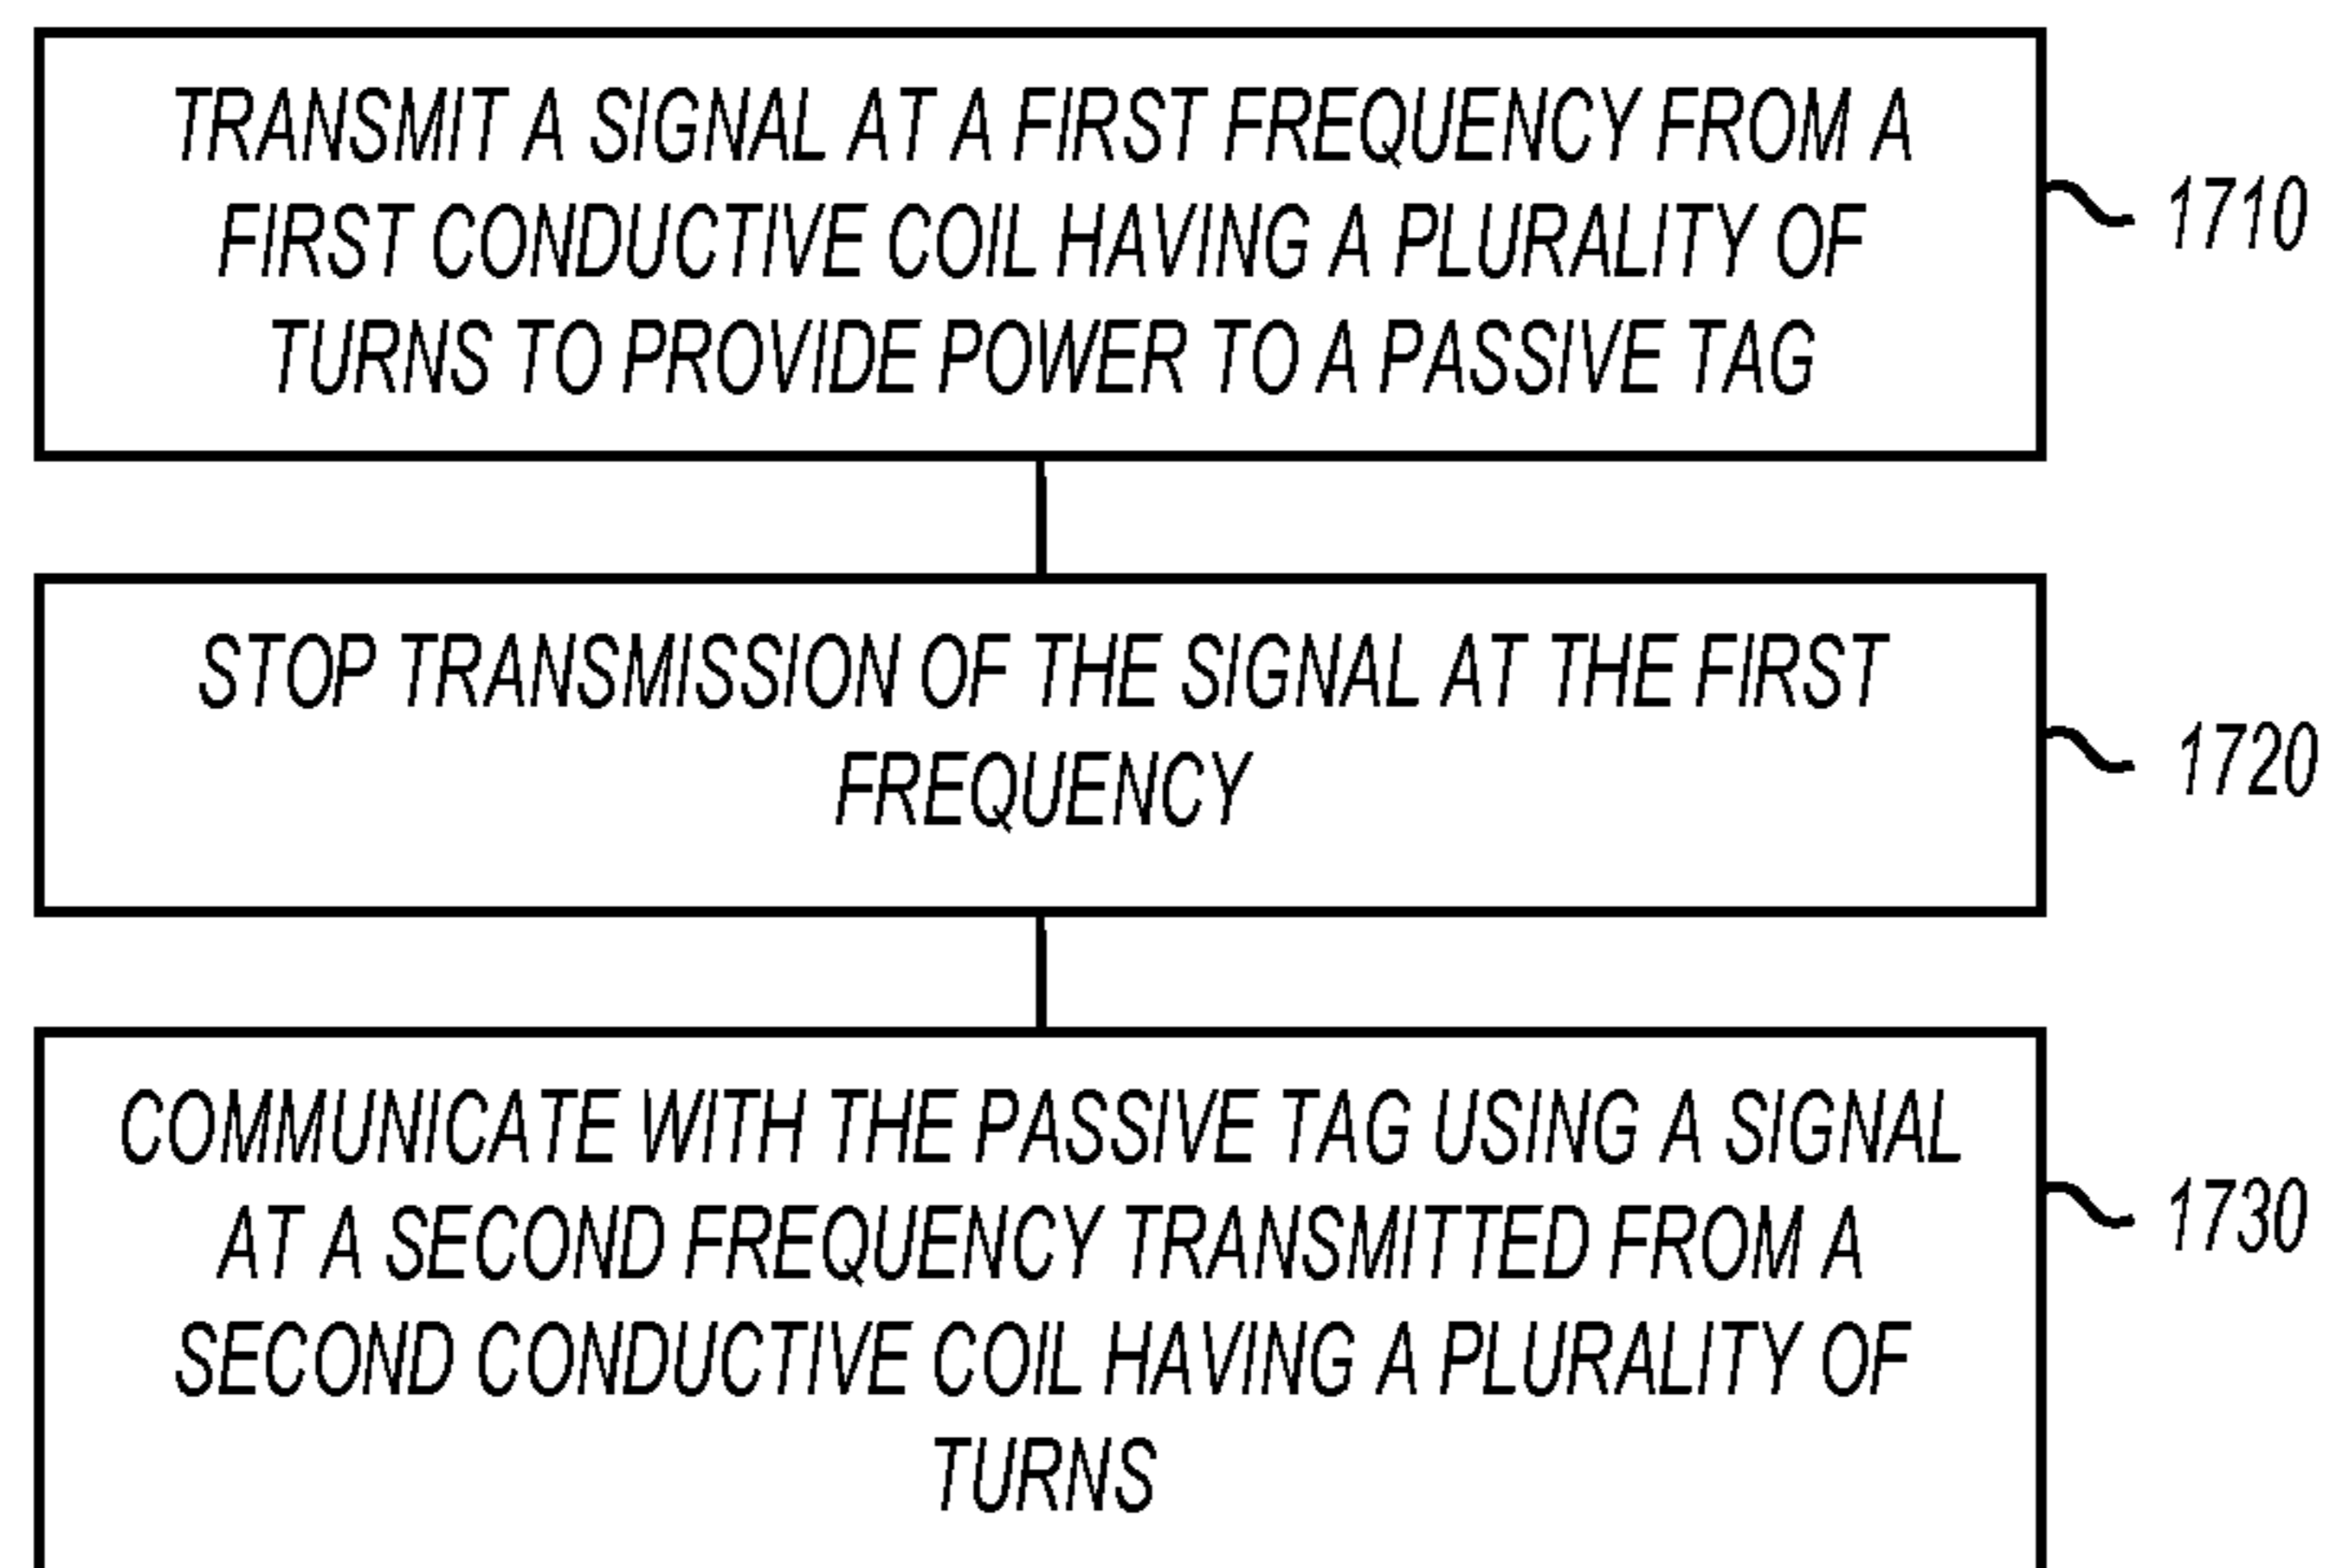 TRANSMIT A SIGNAL AT A FIRST FREQUENCY FROM A
FIRST CONDUCTIVE COIL HAVING A PLURALITY OF
TURNS TO PROVIDE POWER TO A PASSIVE TAG
1710
STOP TRANSMISSION OF THE SIGNAL AT THE FIRST
FREQUENCY
1720
COMMUNICATE WITH THE PASSIVE TAG USING A SIGNAL
AT A SECOND FREQUENCY TRANSMITTED FROM A
SECOND CONDUCTIVE COIL HAVING A PLURALITY OF
TURNS
1730